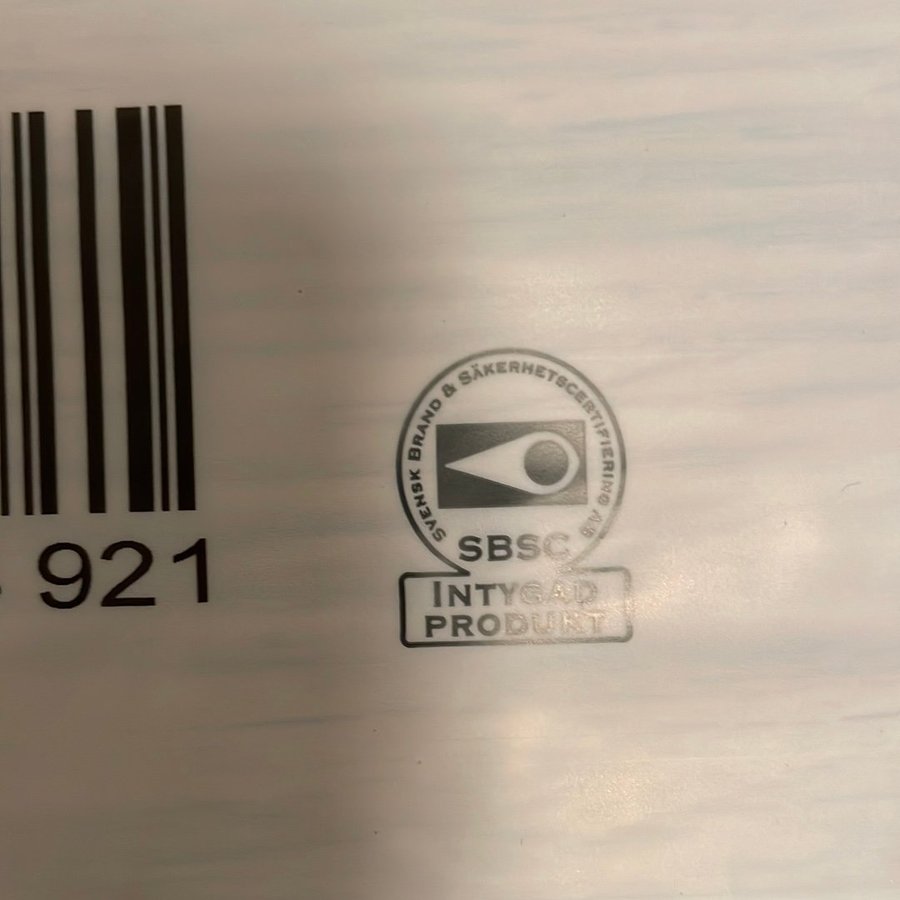 921
SVENSK BRAND & SÄKERHETSCERTIFIERING AB
SBSC
INTYGAD
PRODUKT